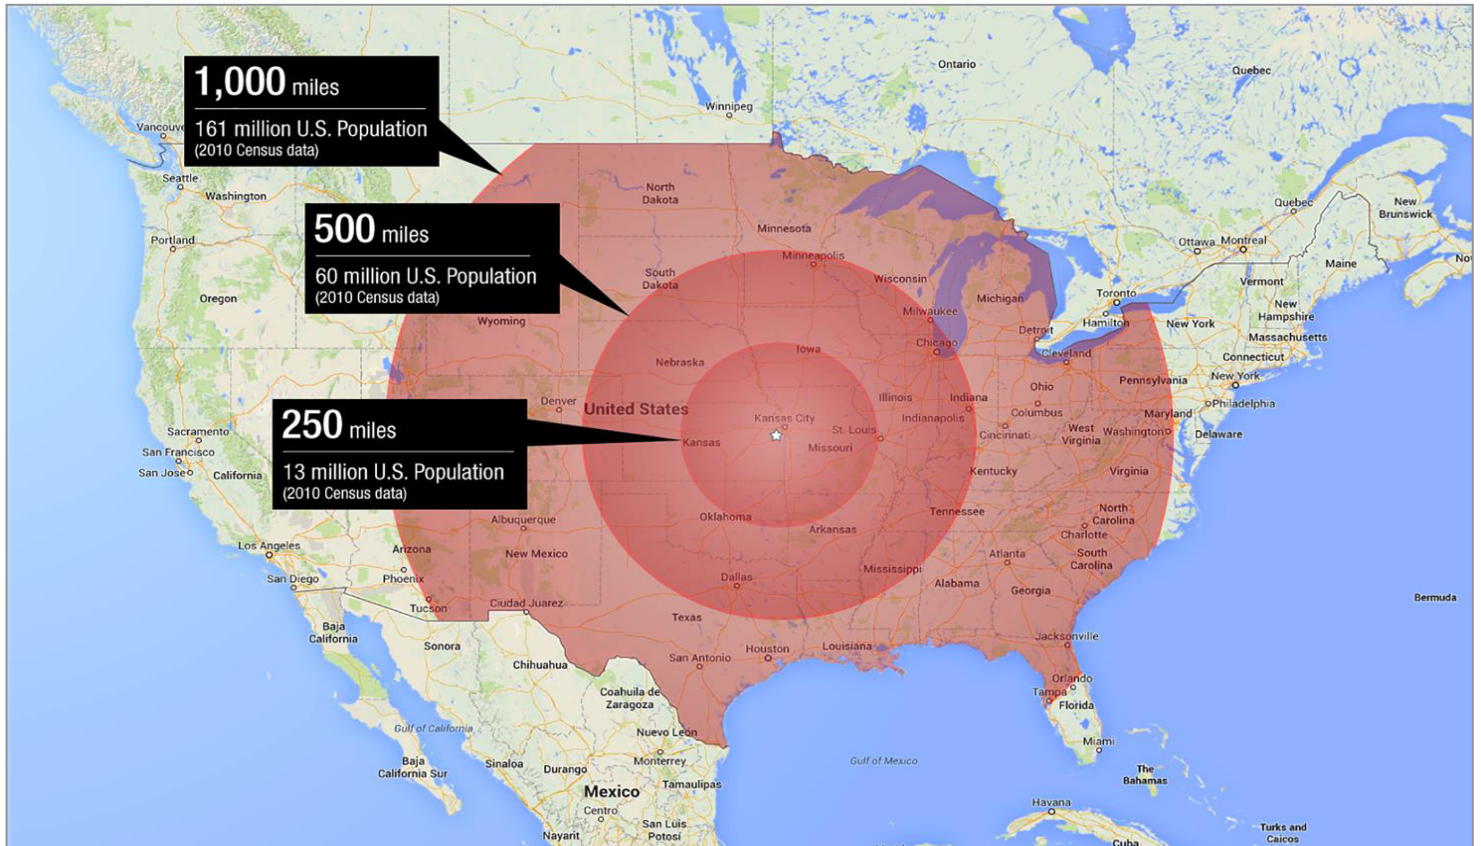 1,000 miles
161 million U.S. Population
(2010 Census data)
500 miles
60 million U.S. Population
(2010 Census data)
250 miles
13 million U.S. Population
(2010 Census data)
Ontario
Quebec
Winnipeg
Seattle
Washington
North
Dakota
Quebec
New
Brunswick
Portland
Minnesota
Ottawa
Montreal
Maine
Minneapolis
South
Dakota
Wisconsin
Vermont
Oregon
Michigan
Toronto
New
Hampshire
Wyoming
Milwaukee
Hamilton
New York
Detroit
Massachusetts
Chicago
Iowa
Cleveland
Connecticut
Nebraska
Pennsylvania
New York
Ohio
Denver
United States
Illinois
Indiana
Philadelphia
Columbus
Maryland
Kansas City
Indianapolis
Sacramento
St. Louis
Cincinnati
West
Virginia
Washington
Delaware
Kansas
Missouri
San Francisco
San Jose
California
Kentucky
Virginia
Oklahoma
Tennessee
North
Carolina
Albuquerque
Arkansas
Charlotte
Los Angeles
Arizona
New Mexico
Atlanta
South
Carolina
San Diego
Phoenix
Dallas
Mississippi
Alabama
Georgia
Bermuda
Tucson
Ciudad Juarez
Texas
Baja
California
Sonora
Jacksonville
Houston
Louisiana
Chihuahua
San Antonio
Orlando
Coahuila de
Zaragoza
Tampa
Florida
Gulf of California
Nuevo León
Miami
Baja
California Sur
Sinaloa
Durango
Monterrey
Gulf of Mexico
The
Bahamas
Mexico
Tamaulipas
Centro
Havana
San Luis
Potosí
Nayarit
Turks and
Caicos
Cuba